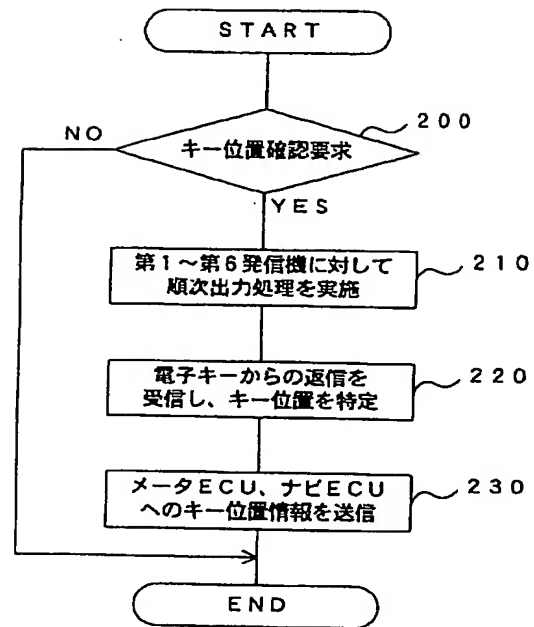 START
NO
200
キー位置確認要求
YES
第1～第6発信機に対して
順次出力処理を実施
210
電子キーからの返信を
受信し、キー位置を特定
220
メータECU、ナビECU
へのキー位置情報を送信
230
END